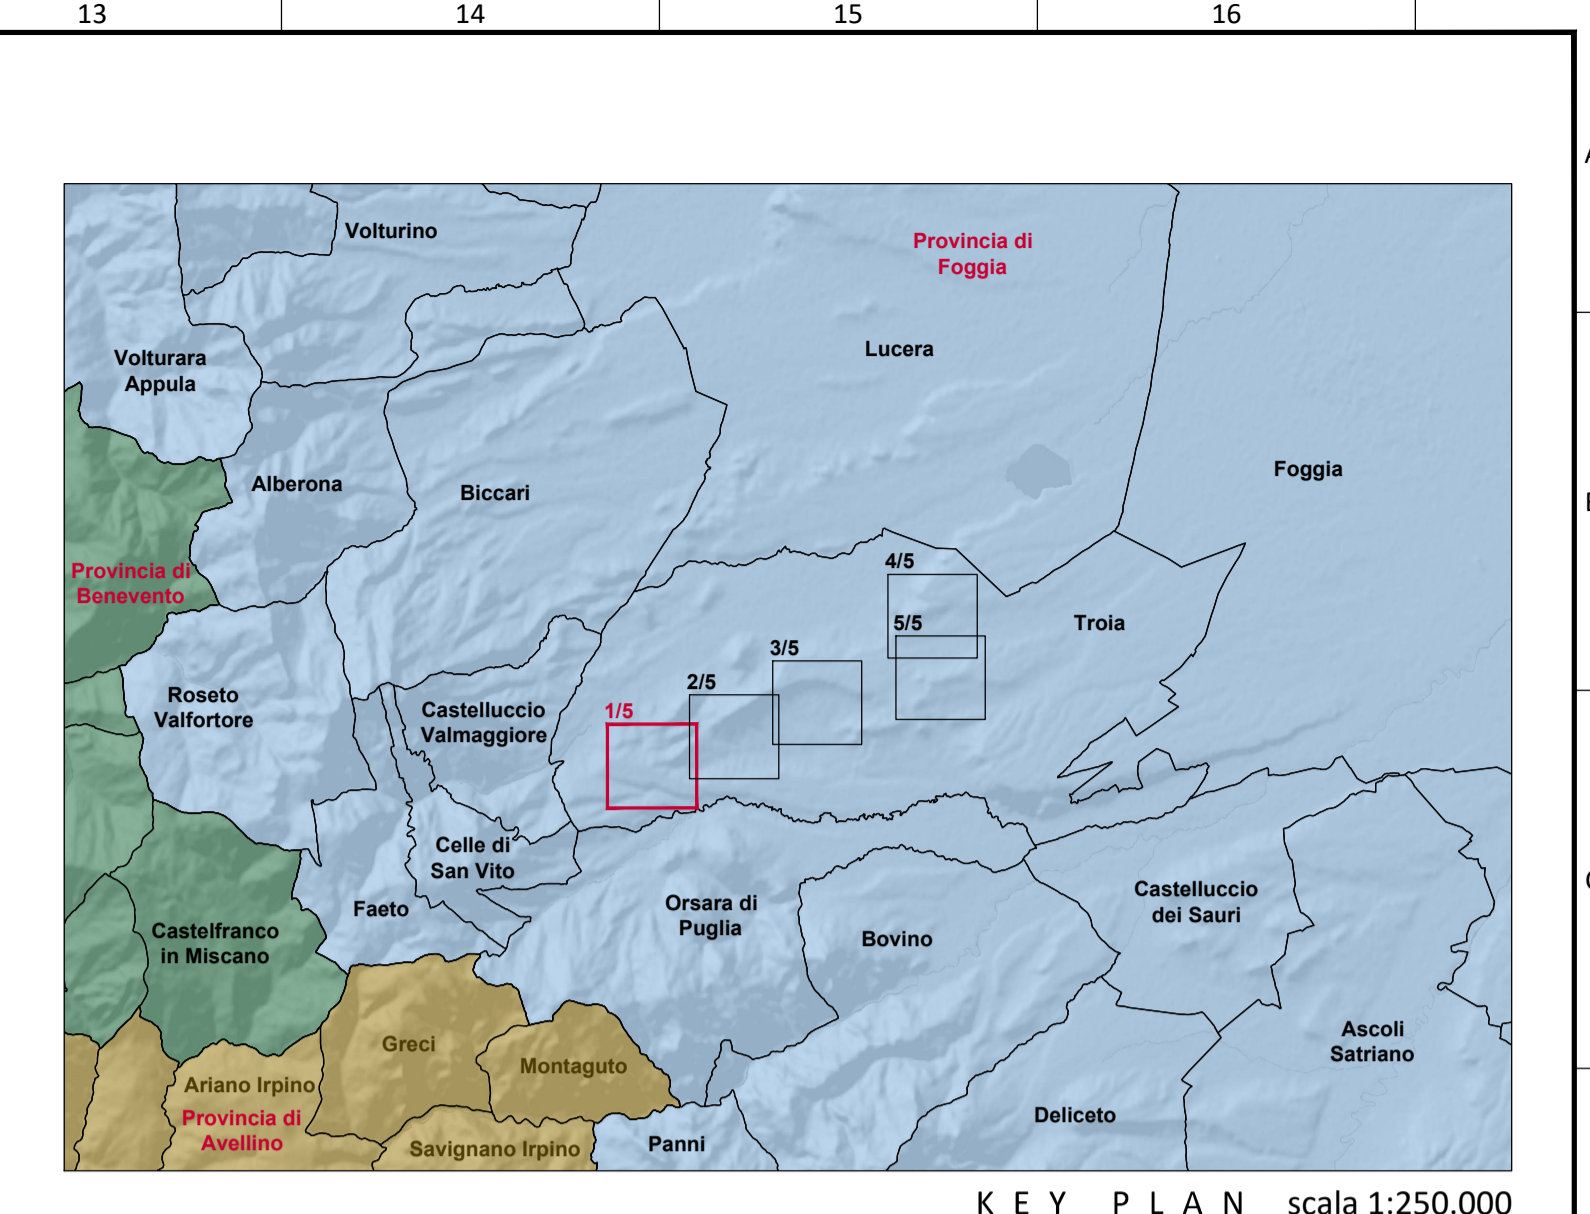 13 14 15 16
A
Volturino
Provincia di
Foggia
Lucera
Volturara
Appula
Foggia
Alberona
Biccari
B
4/5
Provincia di
Benevento
5/5
Troia
3/5
2/5
Roseto
Valfortore
Castelluccio
Valmaggiore
1/5
Celle di
San Vito
C
Castelluccio
dei Sauri
Orsara di
Puglia
Faeto
Castelfranco
in Miscano
Bovino
Greci
Ascoli
Satriano
Montaguto
Ariano Irpino
Provincia di
Avellino
Deliceto
Savignano Irpino
Panni
KEY PLAN scala 1:250.000